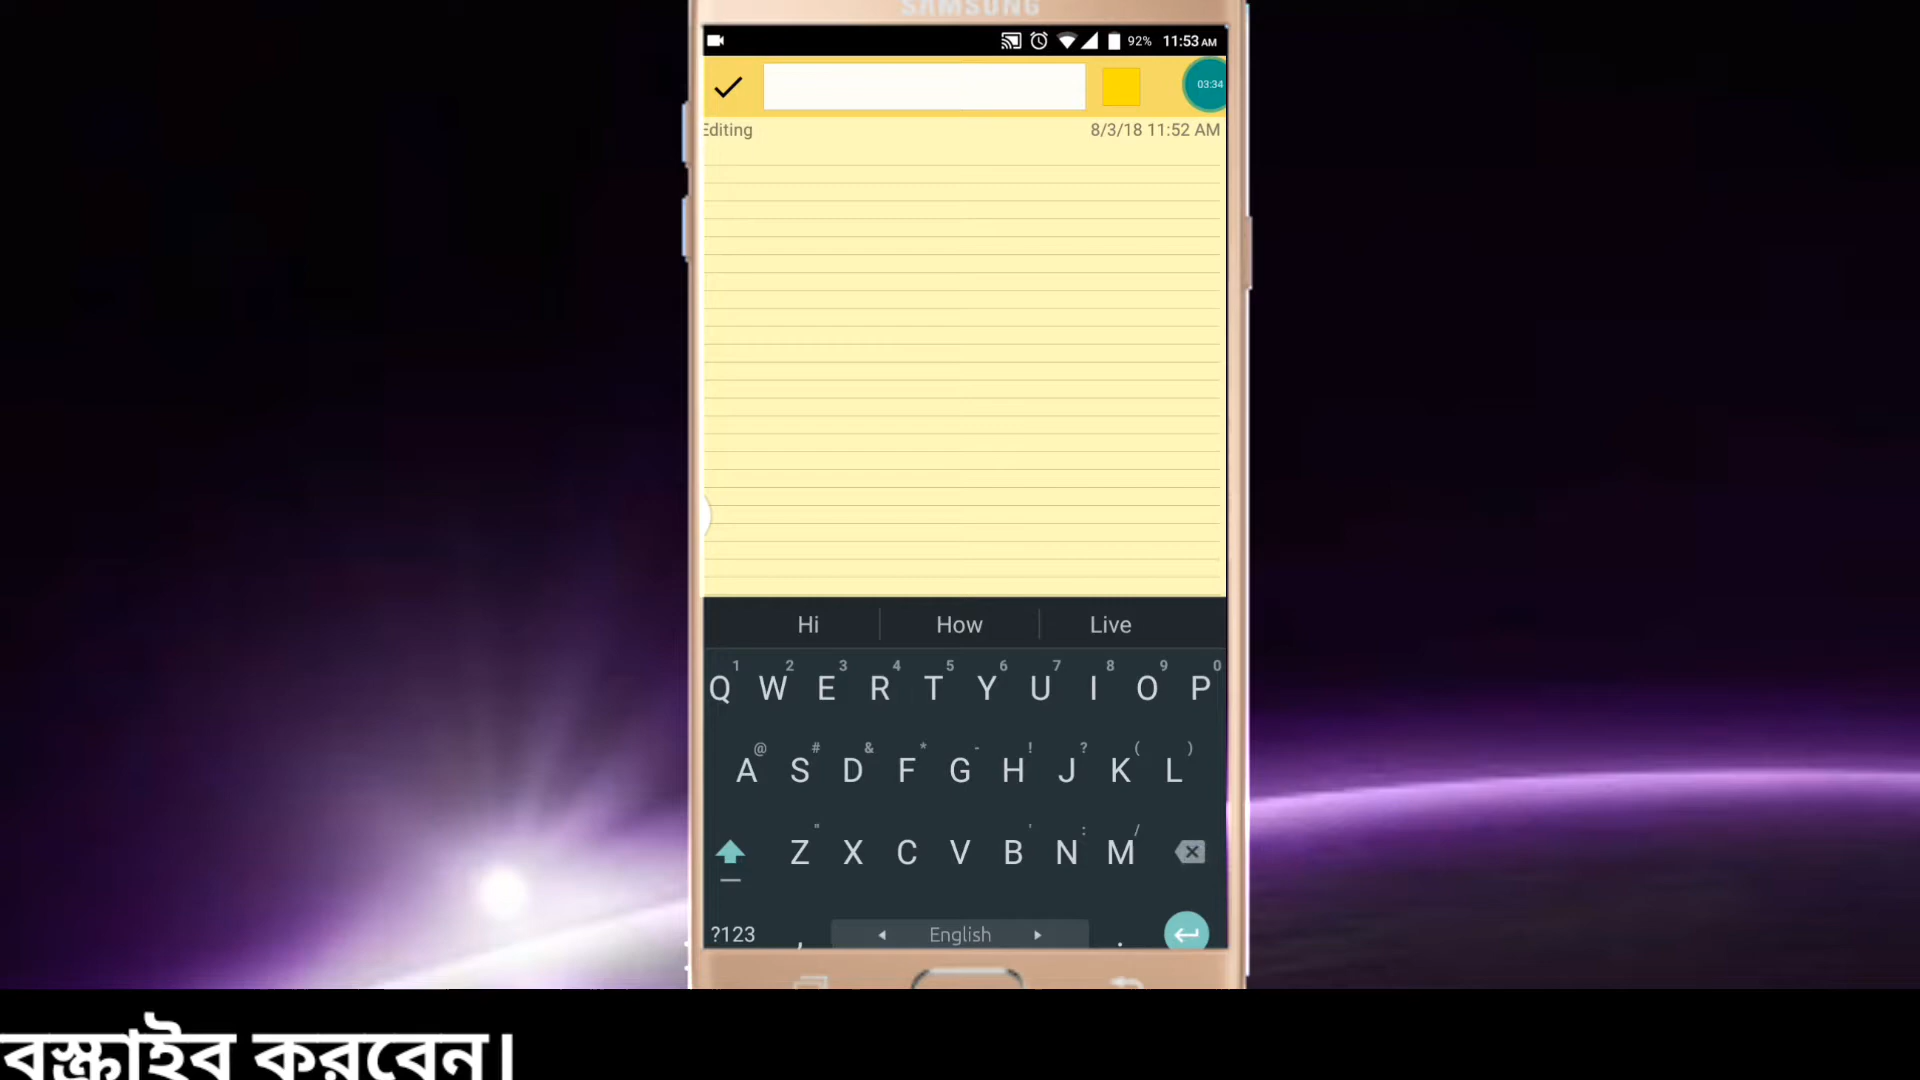 SAMSUNG
92% 11:53 AM
03:34
Editing 8/3/18 11:52 AM
Hi How Live
1 2 3 4 5 6 7 8 9 0
Q W E R T Y U I O P
@ # & * - ! ? ( )
A S D F G H J K L
" ' : /
Z X C V B N M
?123 , ◂ English ▸ .
বস্ক্রাইব করবেন।